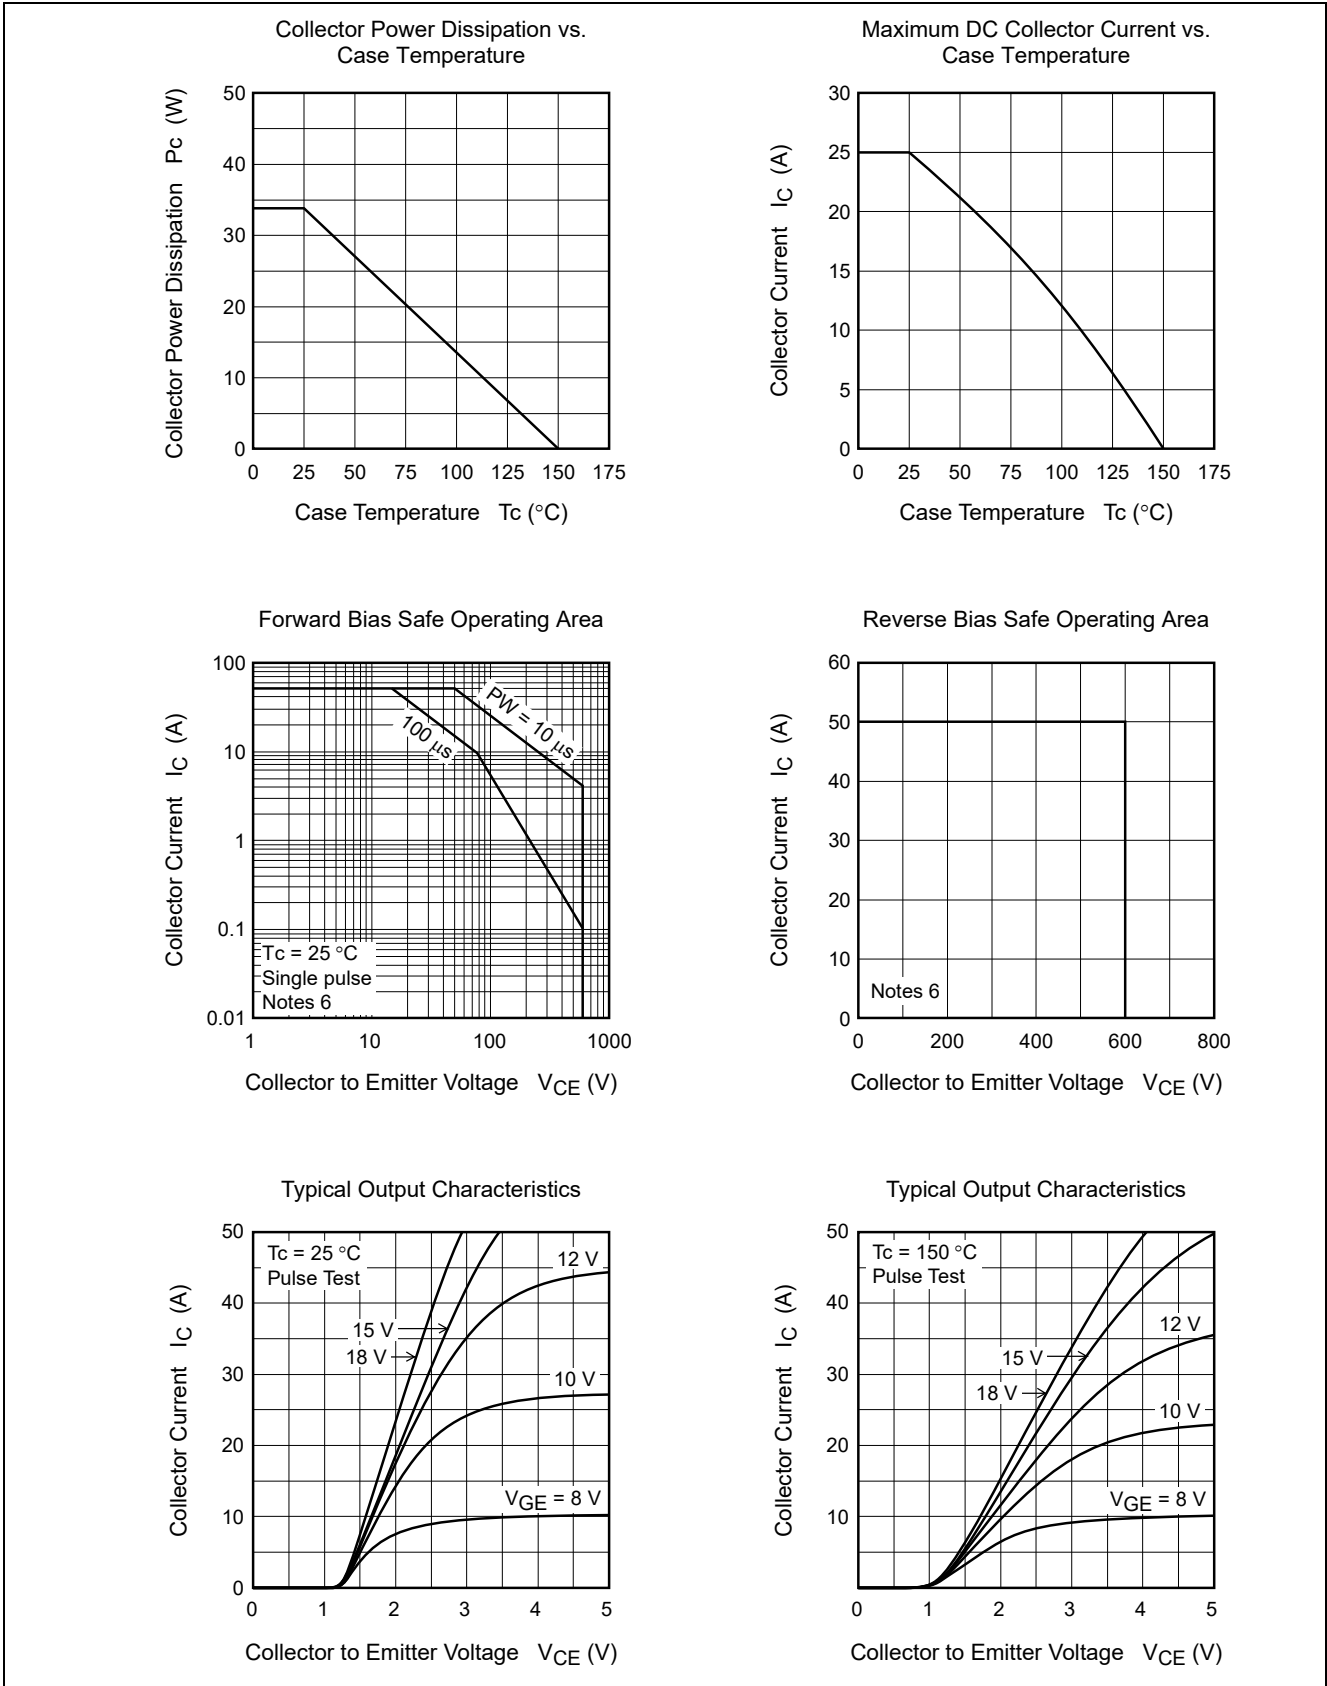 Collector Power Dissipation vs.
Case Temperature
Collector Power Dissipation Pc (W)
50
40
30
20
10
0
0 25 50 75 100 125 150 175
Case Temperature Tc (°C)
Maximum DC Collector Current vs.
Case Temperature
Collector Current IC (A)
30
25
20
15
10
5
0
0 25 50 75 100 125 150 175
Case Temperature Tc (°C)
Forward Bias Safe Operating Area
Collector Current IC (A)
100
10
1
0.1
0.01
PW = 10 μs
100 μs
Tc = 25 °C
Single pulse
Notes 6
1 10 100 1000
Collector to Emitter Voltage VCE (V)
Reverse Bias Safe Operating Area
Collector Current IC (A)
60
50
40
30
20
10
0
Notes 6
0 200 400 600 800
Collector to Emitter Voltage VCE (V)
Typical Output Characteristics
Collector Current IC (A)
50
40
30
20
10
0
Tc = 25 °C
Pulse Test
12 V
15 V
18 V
10 V
VGE = 8 V
0 1 2 3 4 5
Collector to Emitter Voltage VCE (V)
Typical Output Characteristics
Collector Current IC (A)
50
40
30
20
10
Tc = 150 °C
Pulse Test
12 V
15 V
18 V
10 V
VGE = 8 V
0 1 2 3 4 5
Collector to Emitter Voltage VCE (V)